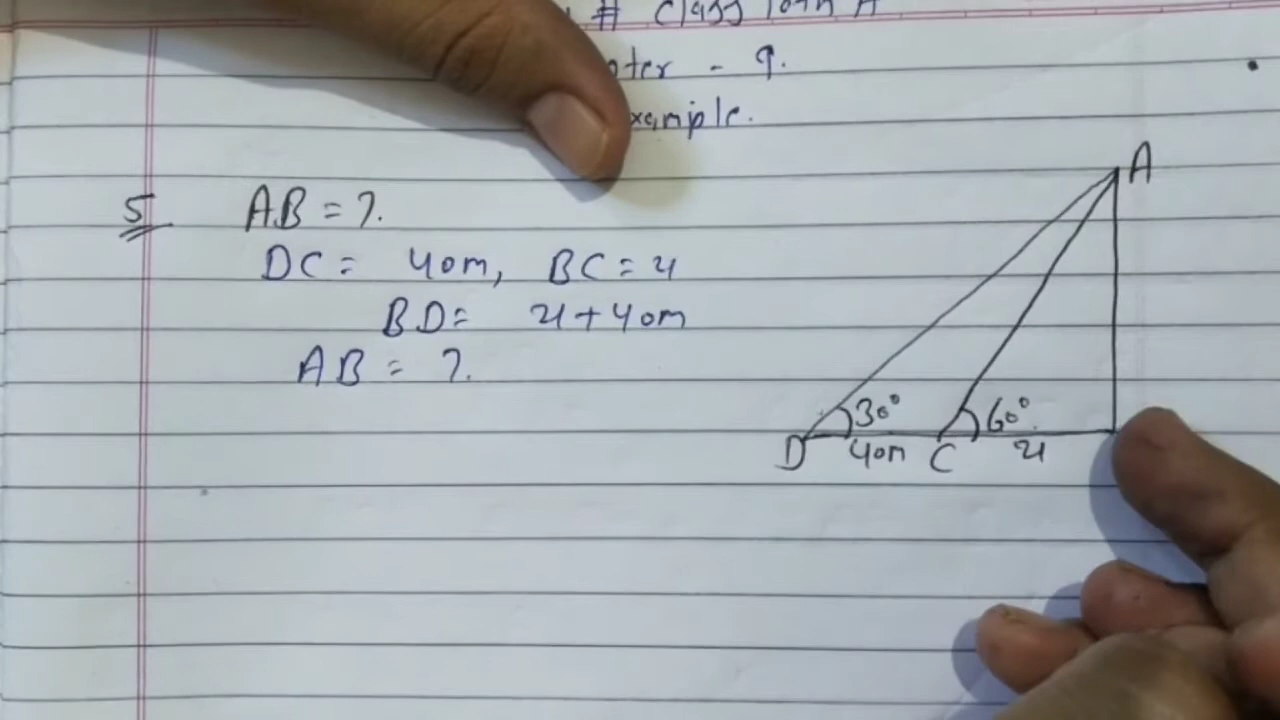 # Class 10th A
- 9.
5 AB = ?.
DC = 40m, BC = x
BD = x + 40m
AB = ?.
A
30° 60°
D 40m C x